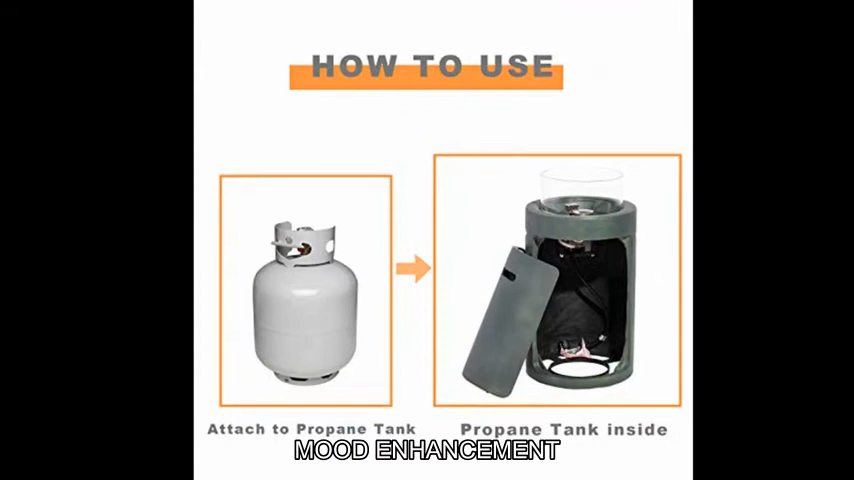 HOW TO USE
Attach to Propane Tank
Propane Tank inside
MOOD ENHANCEMENT